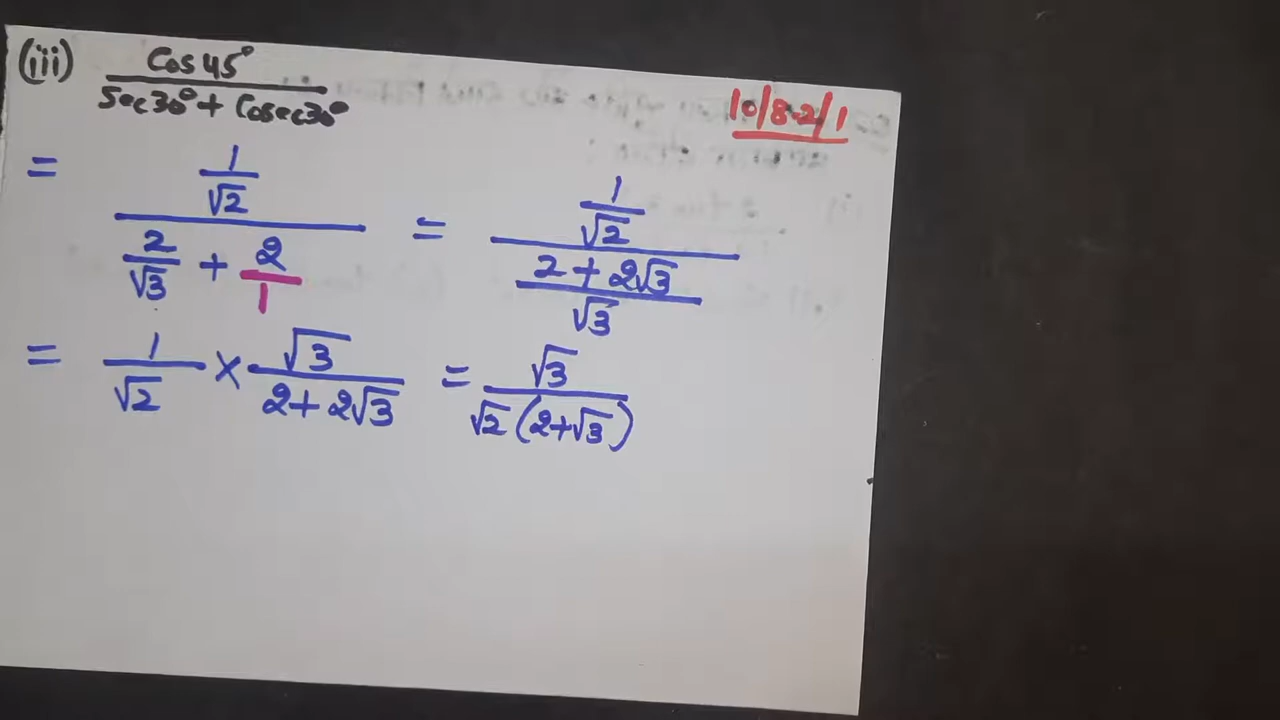 (iii) Cos 45° / Sec 30° + Cosec 30°
10/8.2/1
= (1/√2) / (2/√3 + 2/1) = (1/√2) / ((2 + 2√3)/√3)
= 1/√2 × √3/(2 + 2√3) = √3/(√2(2+√3))